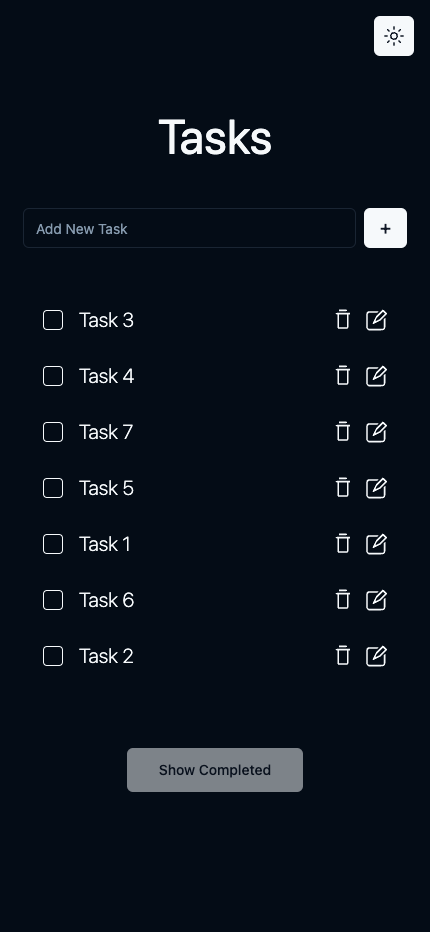 Tasks
Add New Task
+
Task 3
Task 4
Task 7
Task 5
Task 1
Task 6
Task 2
Show Completed